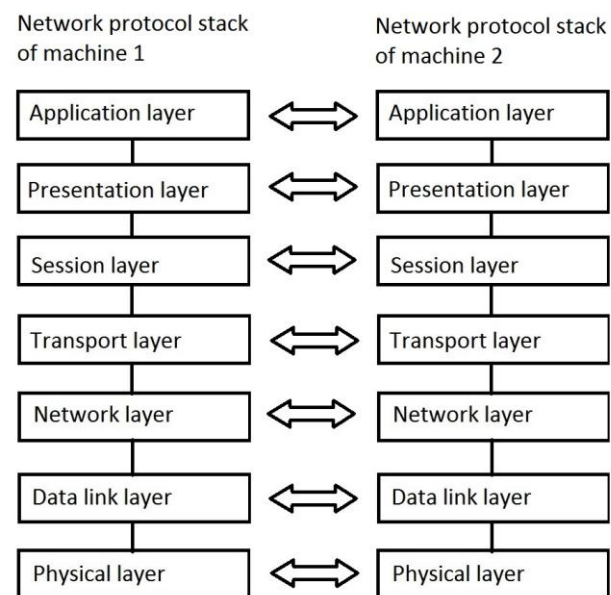 Network protocol stack
of machine 1
Network protocol stack
of machine 2
Application layer
Application layer
Presentation layer
Presentation layer
Session layer
Session layer
Transport layer
Transport layer
Network layer
Network layer
Data link layer
Data link layer
Physical layer
Physical layer